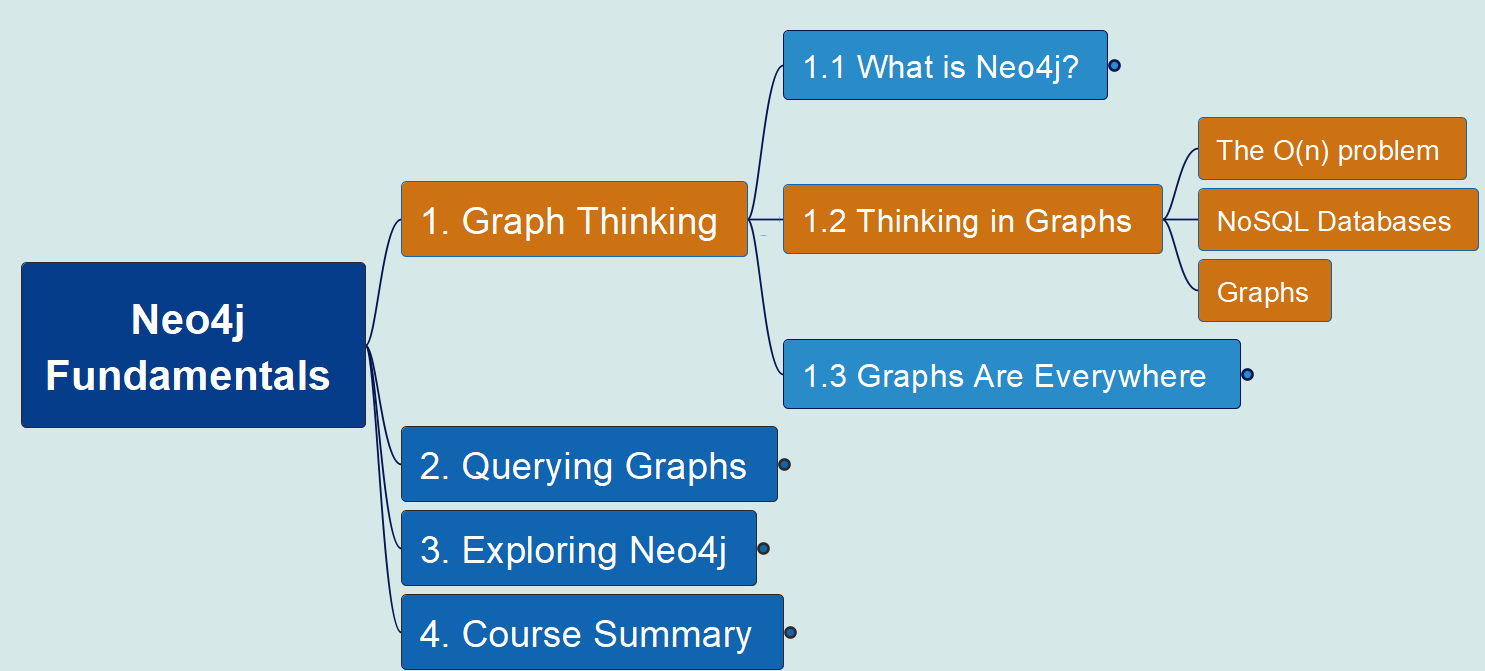 Neo4j
Fundamentals
1. Graph Thinking
1.1 What is Neo4j?
1.2 Thinking in Graphs
The O(n) problem
NoSQL Databases
Graphs
1.3 Graphs Are Everywhere
2. Querying Graphs
3. Exploring Neo4j
4. Course Summary